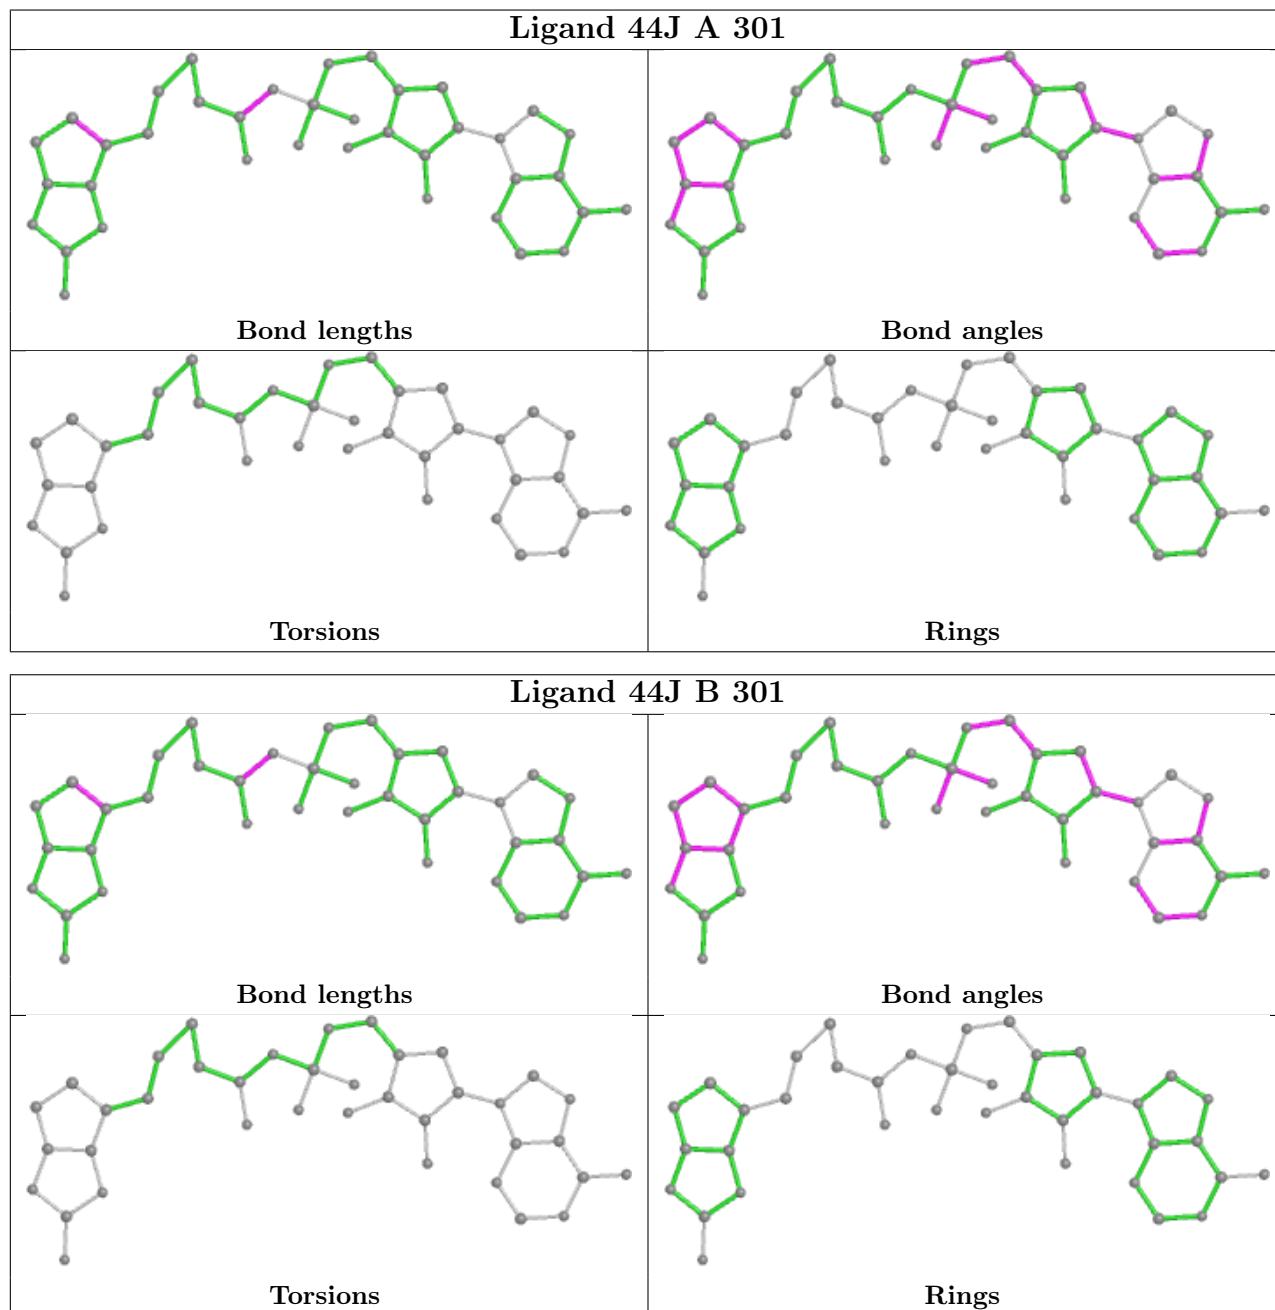 Ligand 44J A 301
Bond lengths
Bond angles
Torsions
Rings
Ligand 44J B 301
Bond lengths
Bond angles
Torsions
Rings